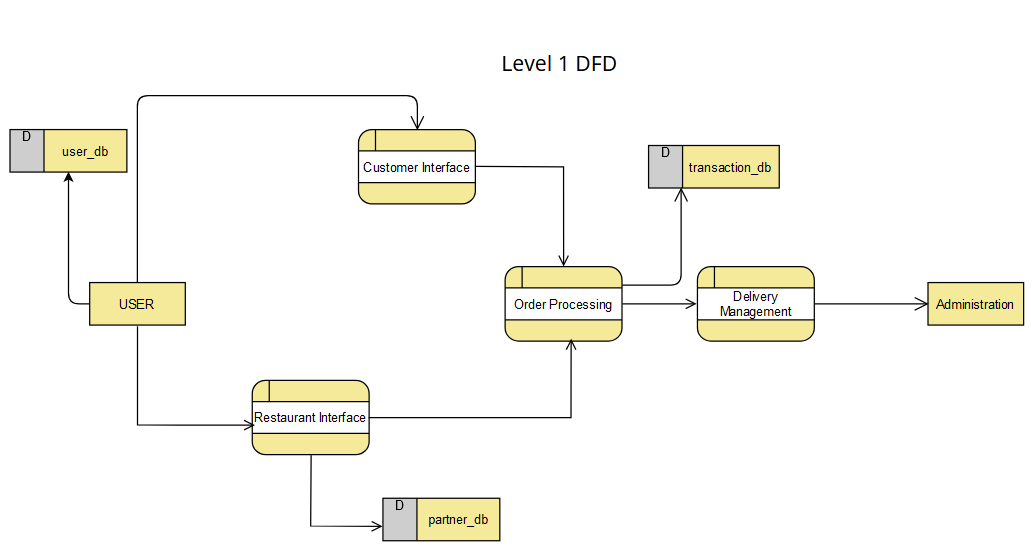 Level 1 DFD
D
user_db
Customer Interface
D
transaction_db
USER
Order Processing
Delivery
Management
Administration
Restaurant Interface
D
partner_db